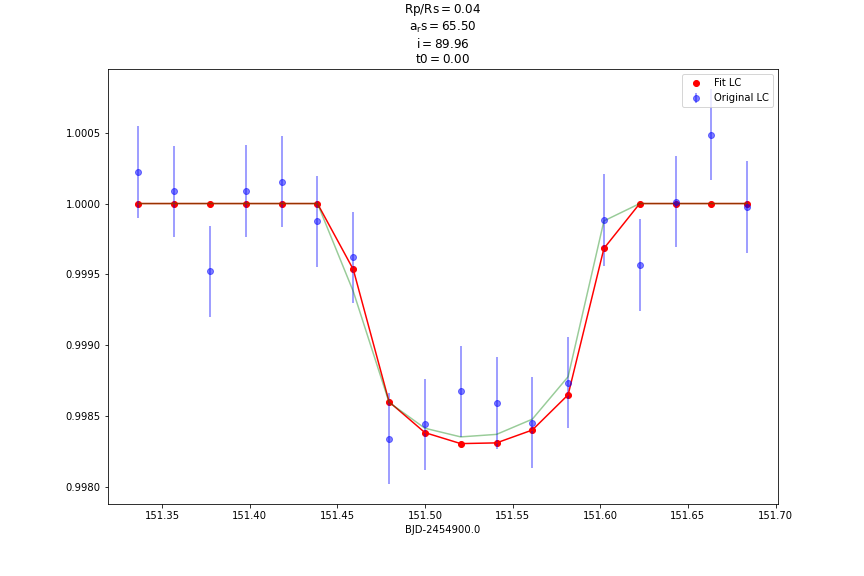 Rp/Rs = 0.04
aᵣs = 65.50
i = 89.96
t0 = 0.00
Fit LC
Original LC
1.0005
1.0000
0.9995
0.9990
0.9985
0.9980
151.35 151.40 151.45 151.50 151.55 151.60 151.65 151.70
BJD-2454900.0